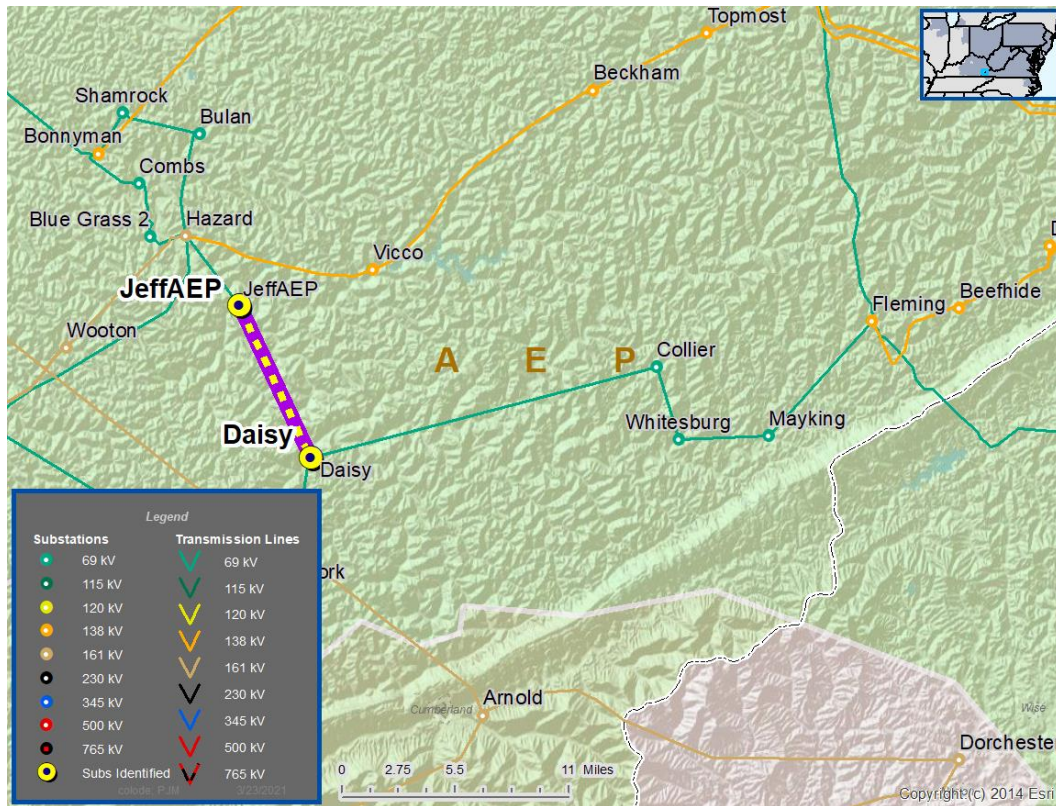 Topmost
Beckham
Shamrock
Bulan
Bonnyman
Combs
Blue Grass 2
Hazard
Vicco
JeffAEP
JeffAEP
Fleming
Beefhide
D
Wooton
A E P
Collier
Whitesburg
Mayking
Daisy
Daisy
ork
Arnold
Cumberland
Wise
Dorchester
Legend
Substations
69 kV
115 kV
120 kV
138 kV
161 kV
230 kV
345 kV
500 kV
765 kV
Subs Identified
Transmission Lines
69 kV
115 kV
120 kV
138 kV
161 kV
230 kV
345 kV
500 kV
765 kV
3/23/2021
0 2.75 5.5 11 Miles
Copyright:(c) 2014 Esri